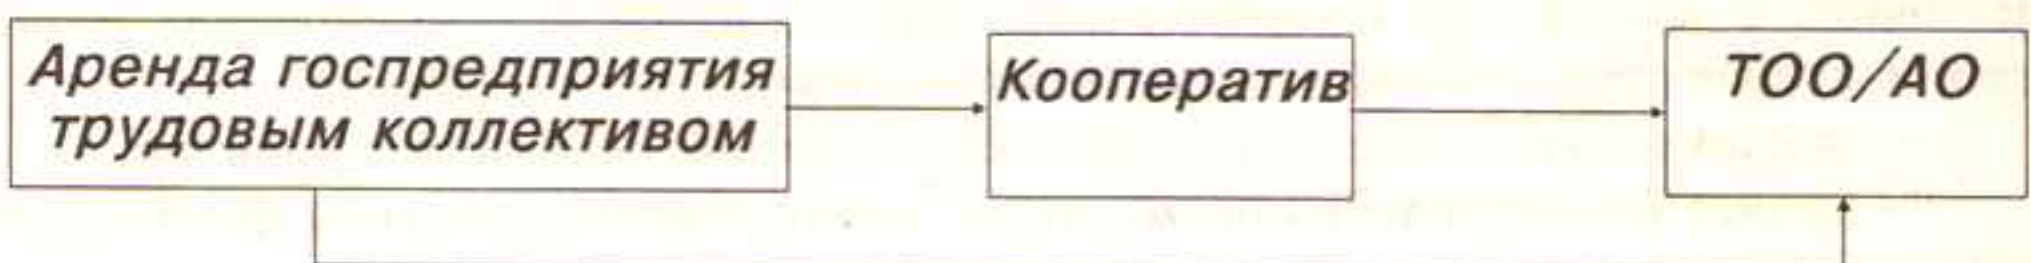 Аренда госпредприятия
трудовым коллективом
Кооператив
ТОО/АО